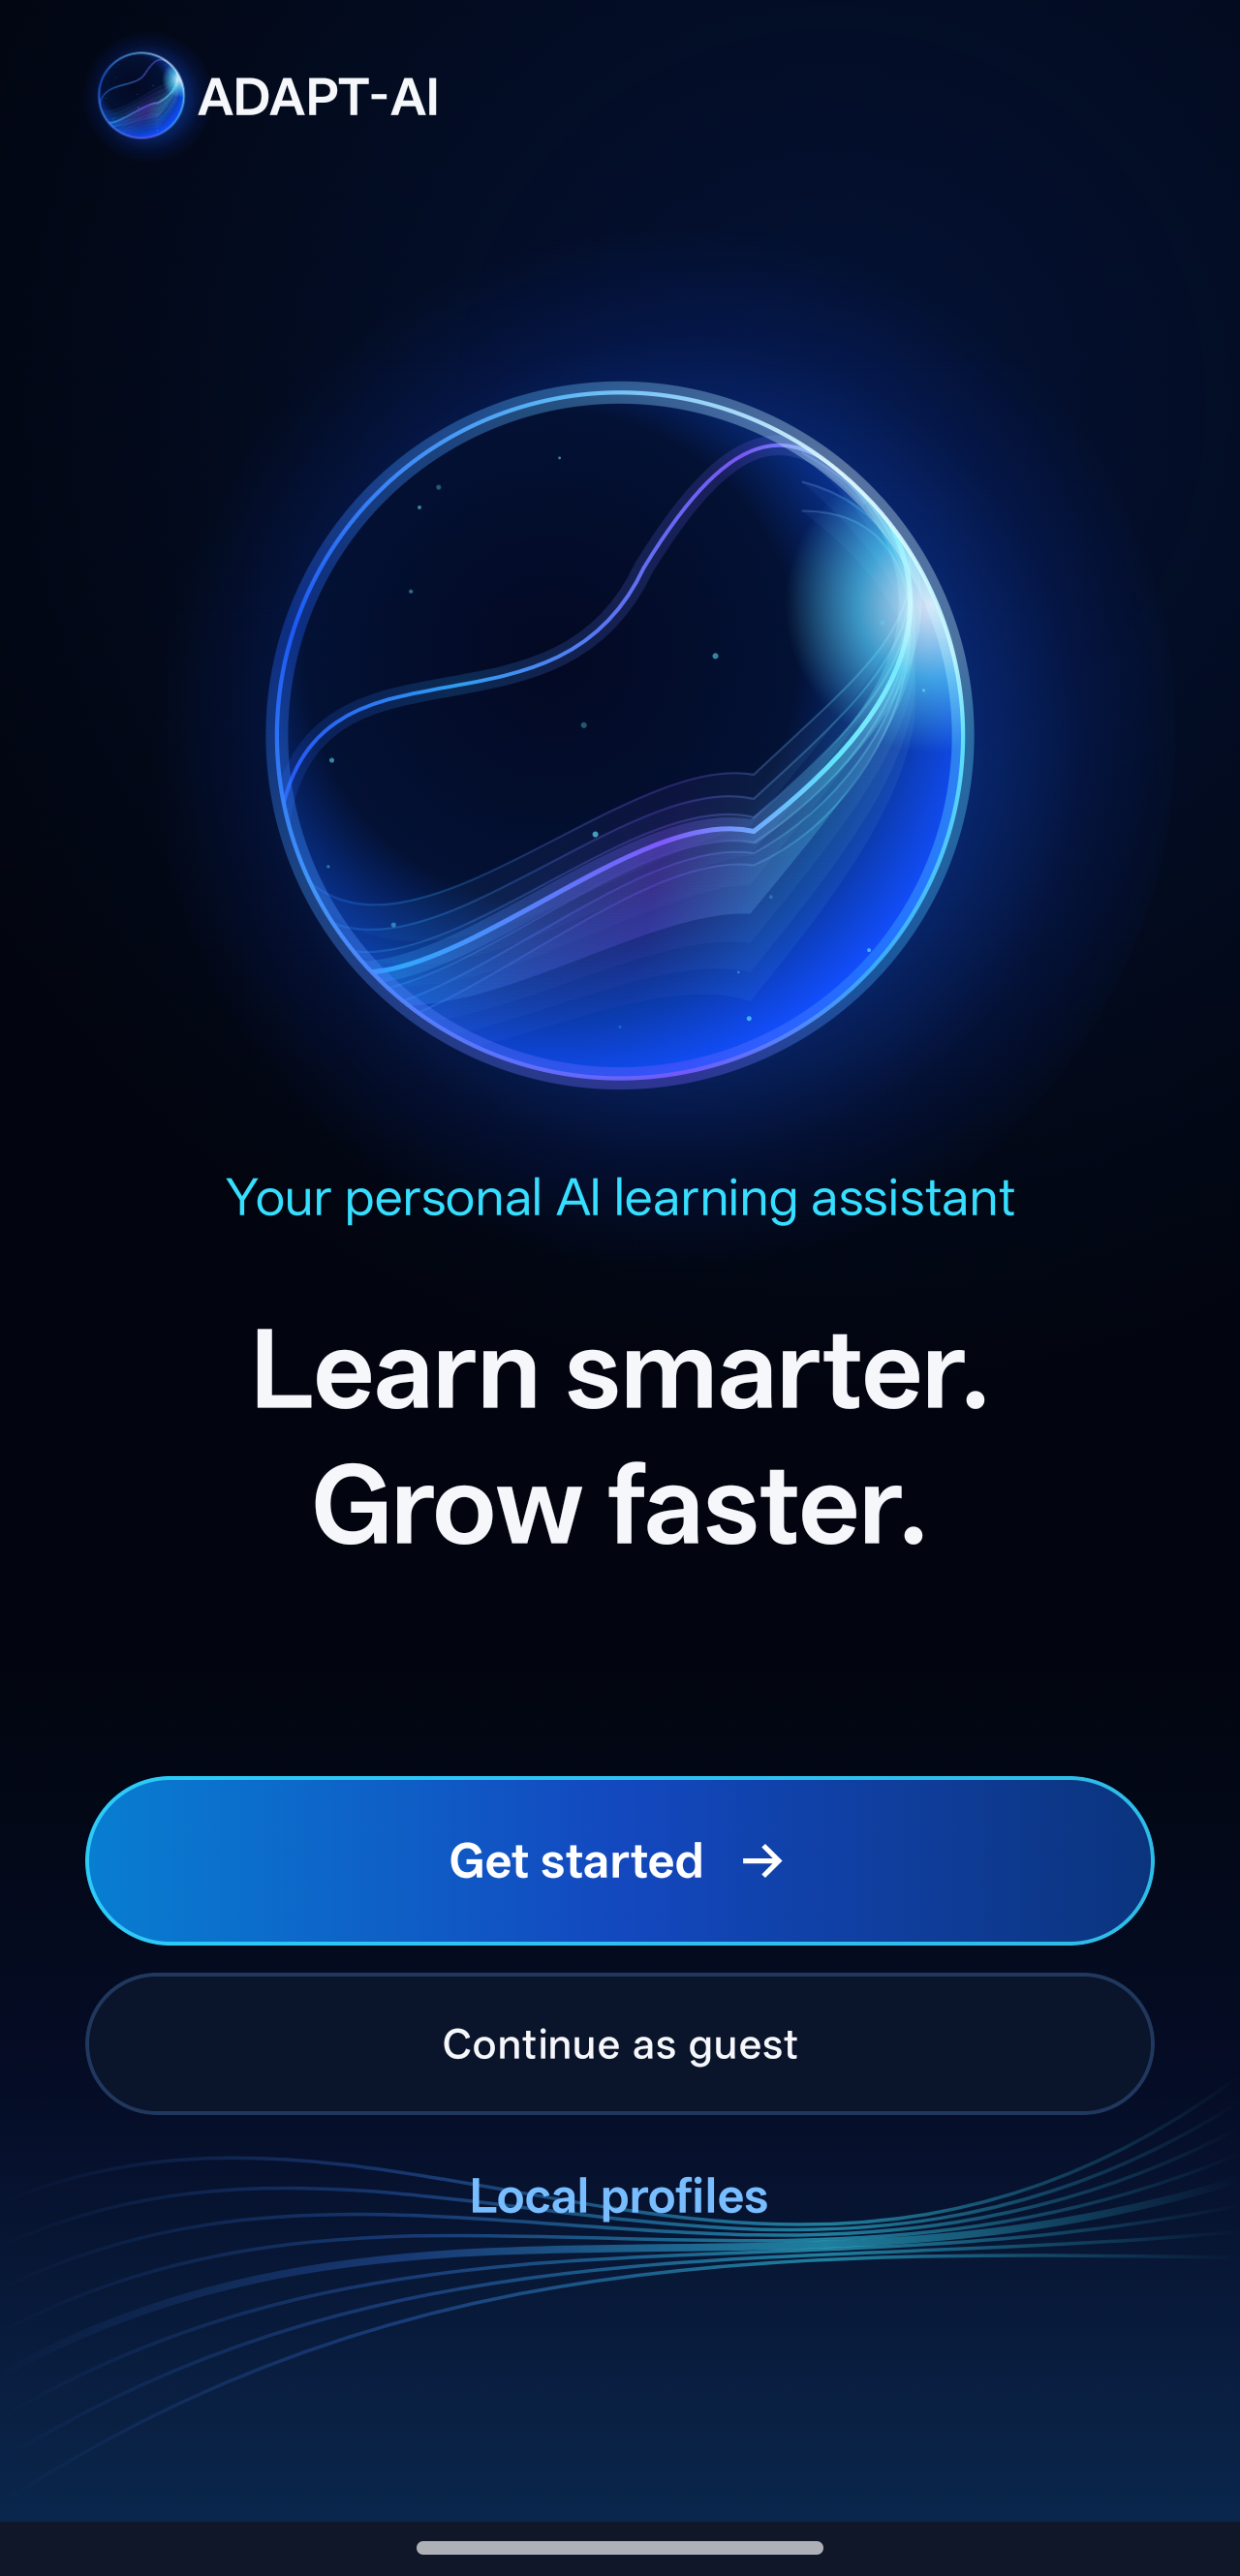 ADAPT-AI
Your personal AI learning assistant
Learn smarter.
Grow faster.
Get started →
Continue as guest
Local profiles